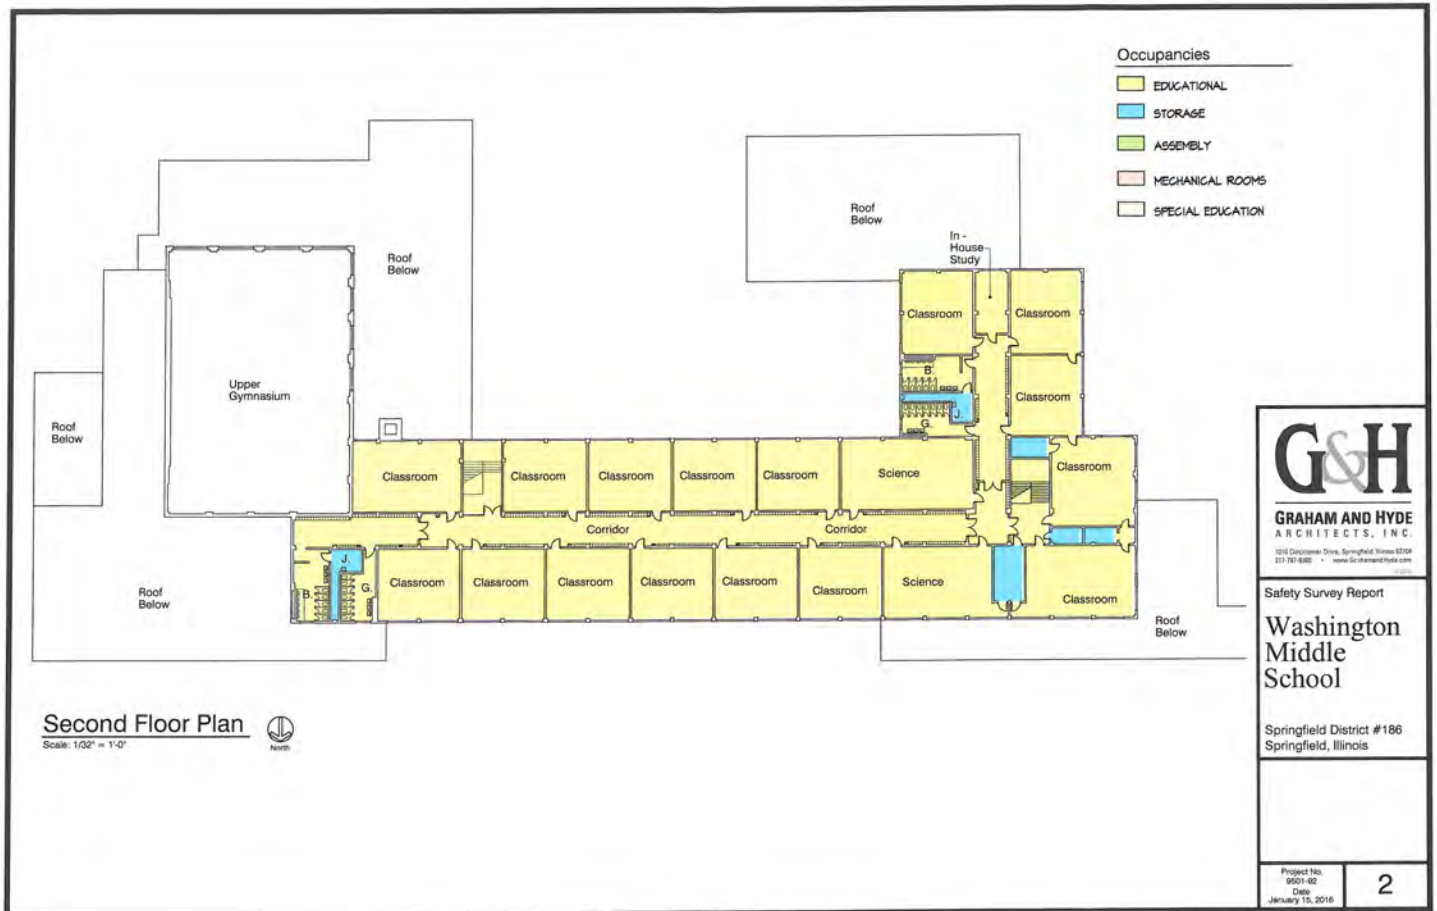 Occupancies
EDUCATIONAL
STORAGE
ASSEMBLY
MECHANICAL ROOMS
SPECIAL EDUCATION
Roof
Below
In -
House
Study
Roof
Below
Classroom
Classroom
B.
Classroom
J.
G.
Upper
Gymnasium
Roof
Below
Classroom
Classroom
Classroom
Classroom
Classroom
Science
Classroom
Corridor
Corridor
J.
B.
G.
Classroom
Classroom
Classroom
Classroom
Classroom
Classroom
Science
Classroom
Roof
Below
Roof
Below
Second Floor Plan
Scale: 1/32" = 1'-0"
North
G&H
GRAHAM AND HYDE
ARCHITECTS, INC.
Safety Survey Report
Washington
Middle
School
Springfield District #186
Springfield, Illinois
Project No.
9501-92
Date
January 15, 2016
2